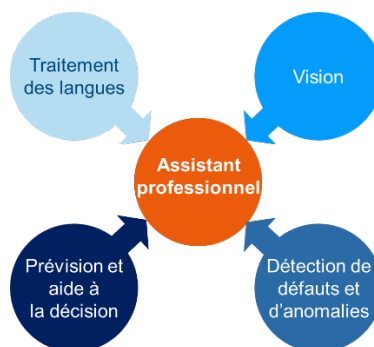 Traitement
des langues
Vision
Assistant
professionnel
Prévision et
aide à
la décision
Détection de
défauts et
d'anomalies